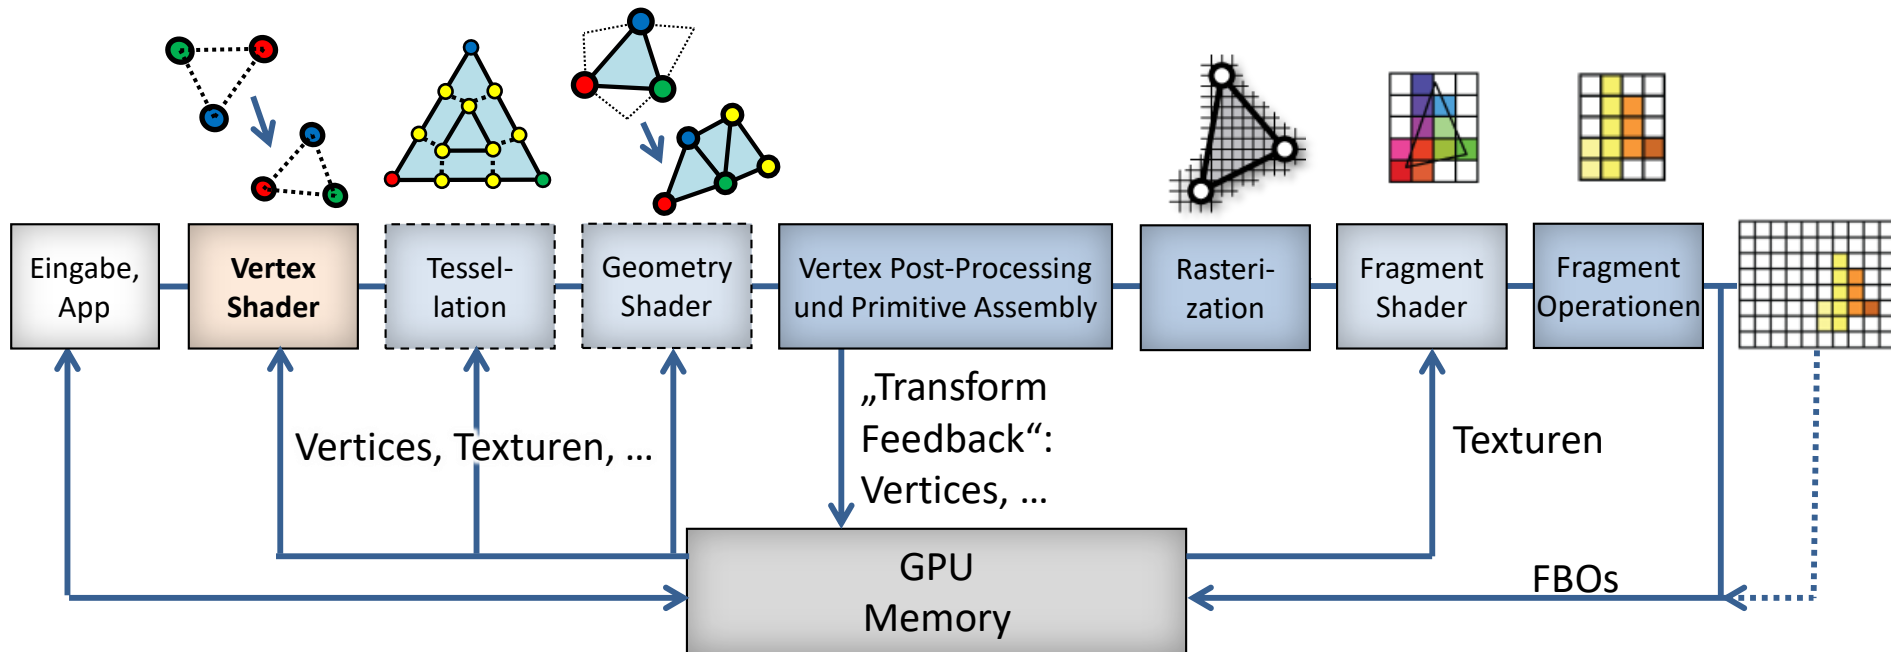 Eingabe,
App
Vertex
Shader
Tessel-
lation
Geometry
Shader
Vertex Post-Processing
und Primitive Assembly
Rasteri-
zation
Fragment
Shader
Fragment
Operationen
Vertices, Texturen, ...
„Transform
Feedback“:
Vertices, ...
Texturen
GPU
Memory
FBOs